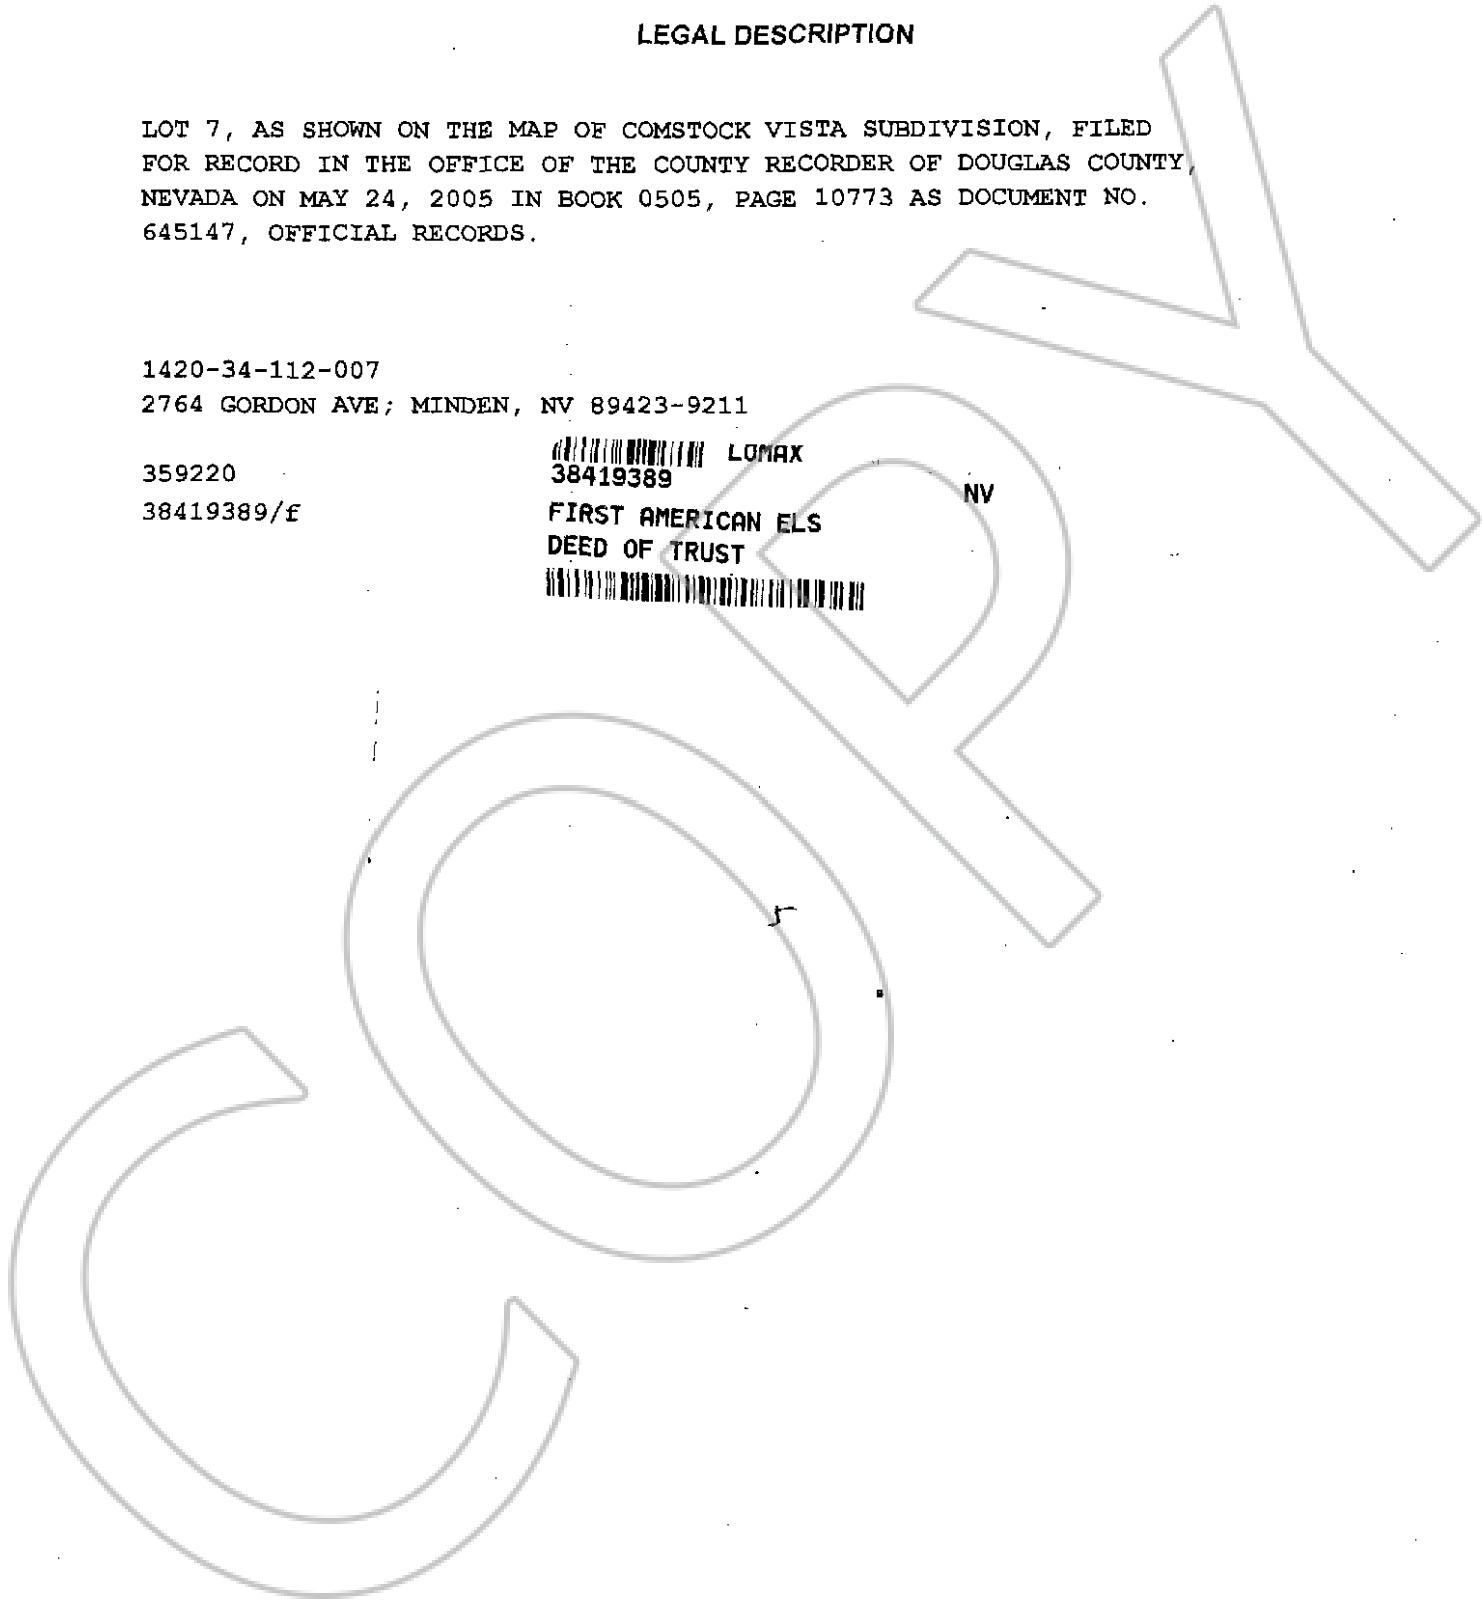 LEGAL DESCRIPTION
LOT 7, AS SHOWN ON THE MAP OF COMSTOCK VISTA SUBDIVISION, FILED
FOR RECORD IN THE OFFICE OF THE COUNTY RECORDER OF DOUGLAS COUNTY,
NEVADA ON MAY 24, 2005 IN BOOK 0505, PAGE 10773 AS DOCUMENT NO.
645147, OFFICIAL RECORDS.
1420-34-112-007
2764 GORDON AVE; MINDEN, NV 89423-9211
LOMAX
359220
38419389
NV
38419389/f
FIRST AMERICAN ELS
DEED OF TRUST
COPY